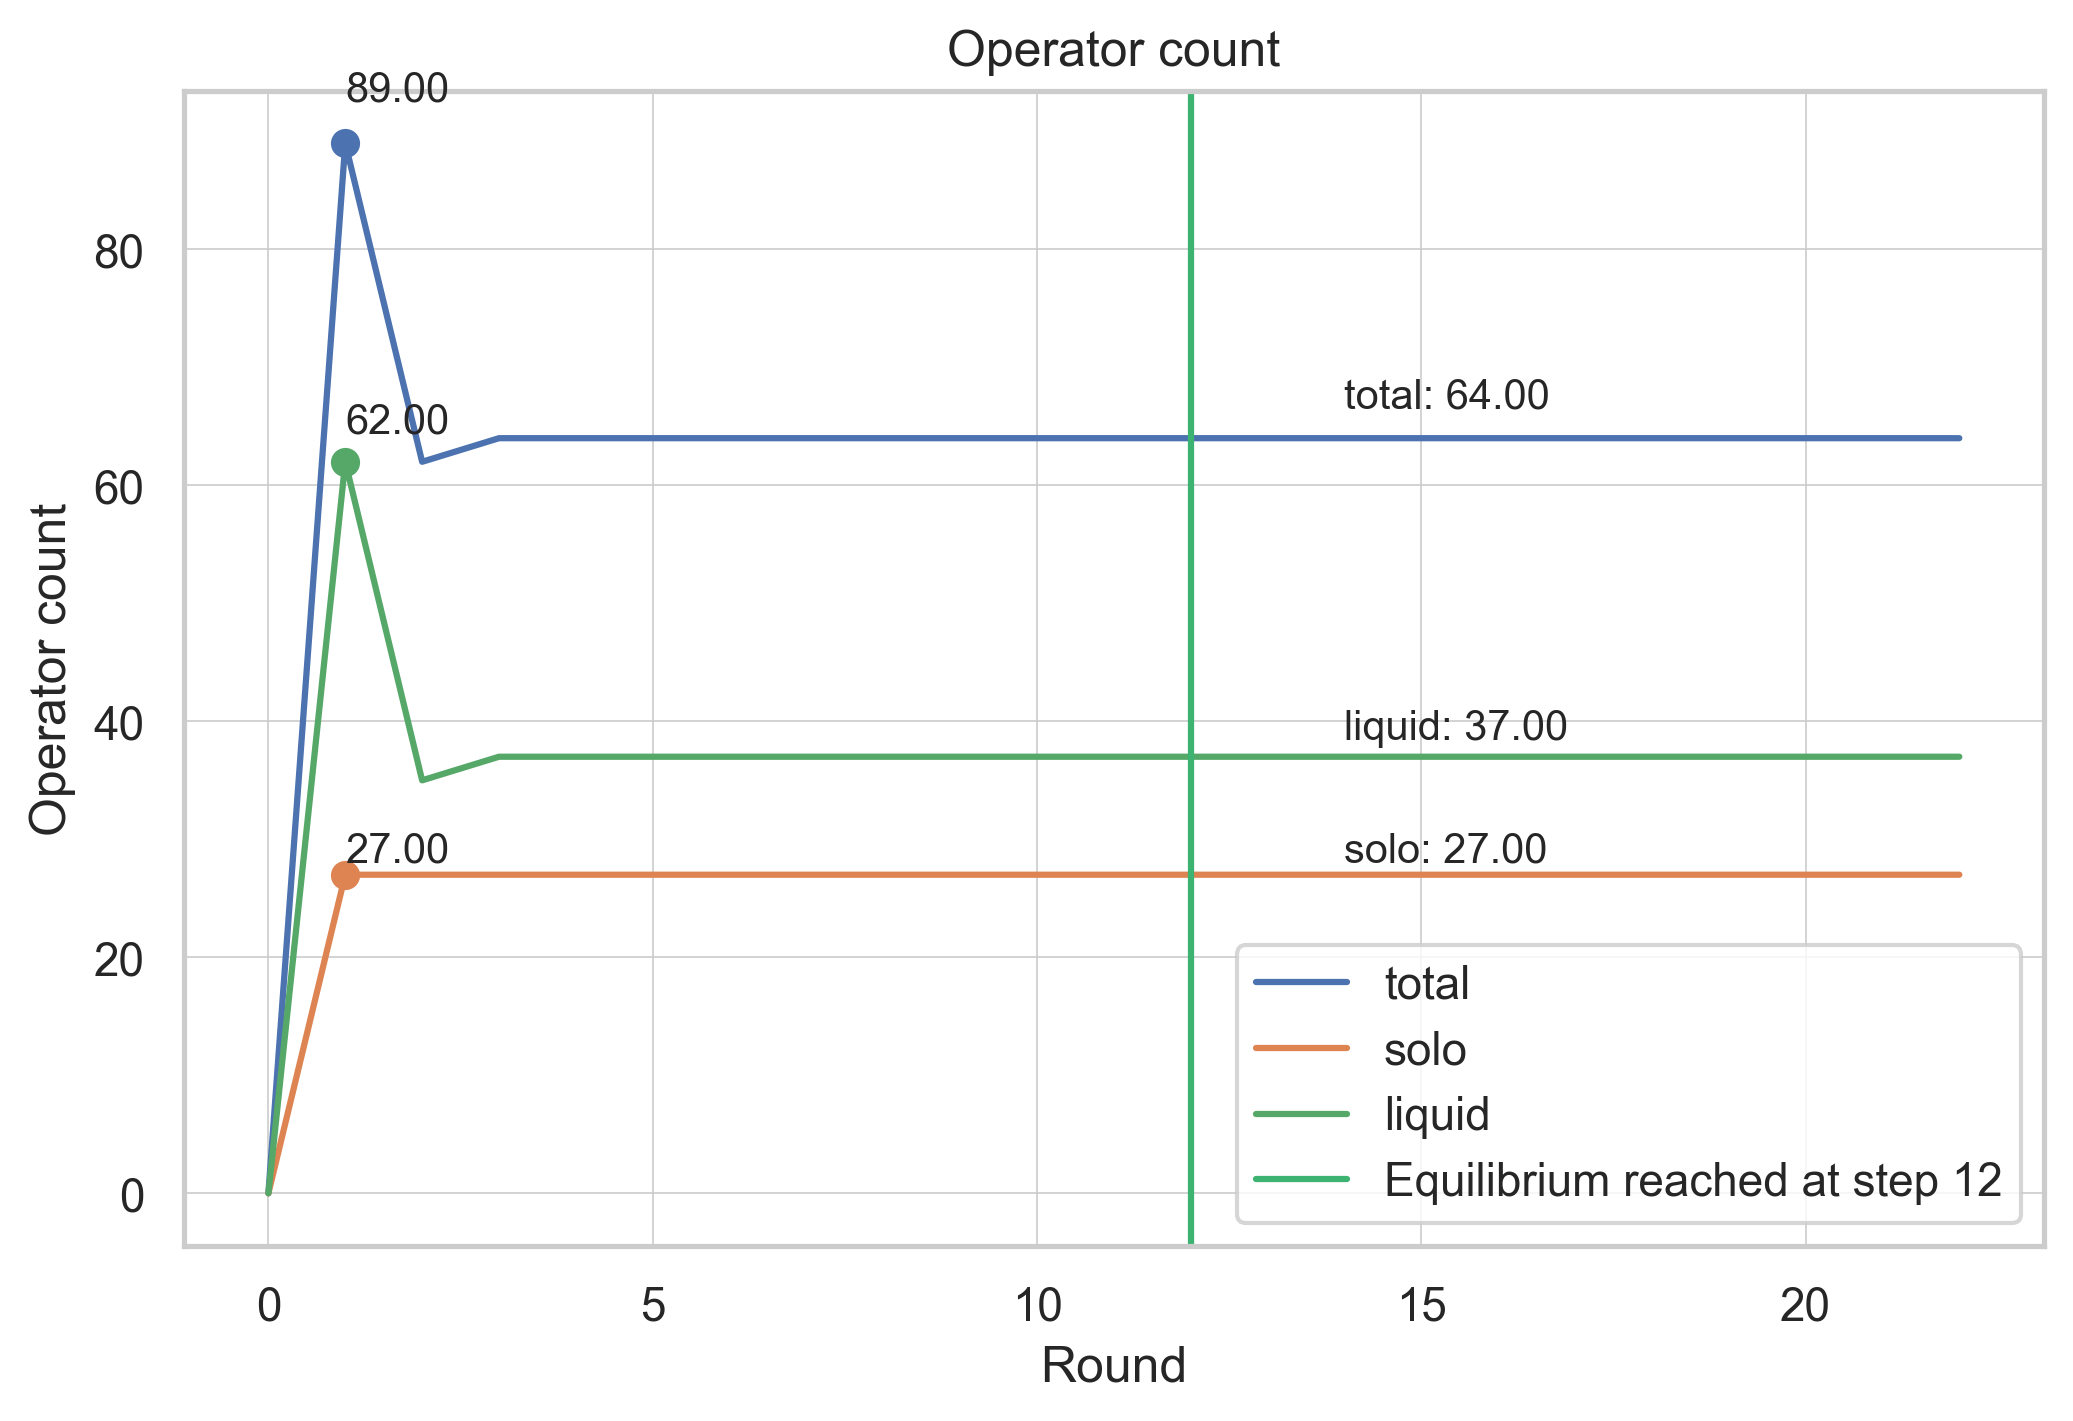 Operator count
89.00
80
total: 64.00
62.00
60
Operator count
liquid: 37.00
40
27.00
solo: 27.00
20
total
solo
liquid
Equilibrium reached at step 12
0
0 5 10 15 20
Round